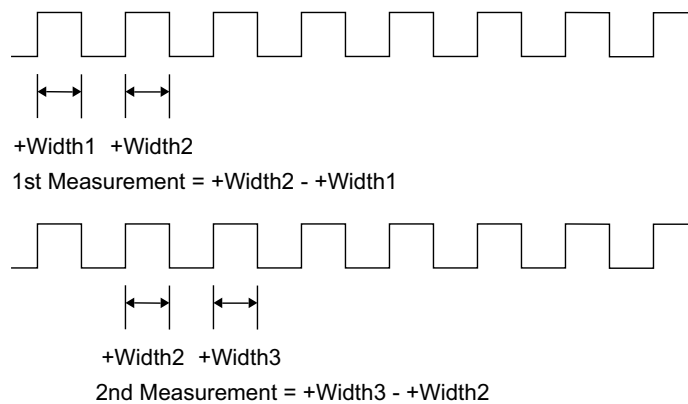 +Width1 +Width2
1st Measurement = +Width2 - +Width1
+Width2 +Width3
2nd Measurement = +Width3 - +Width2